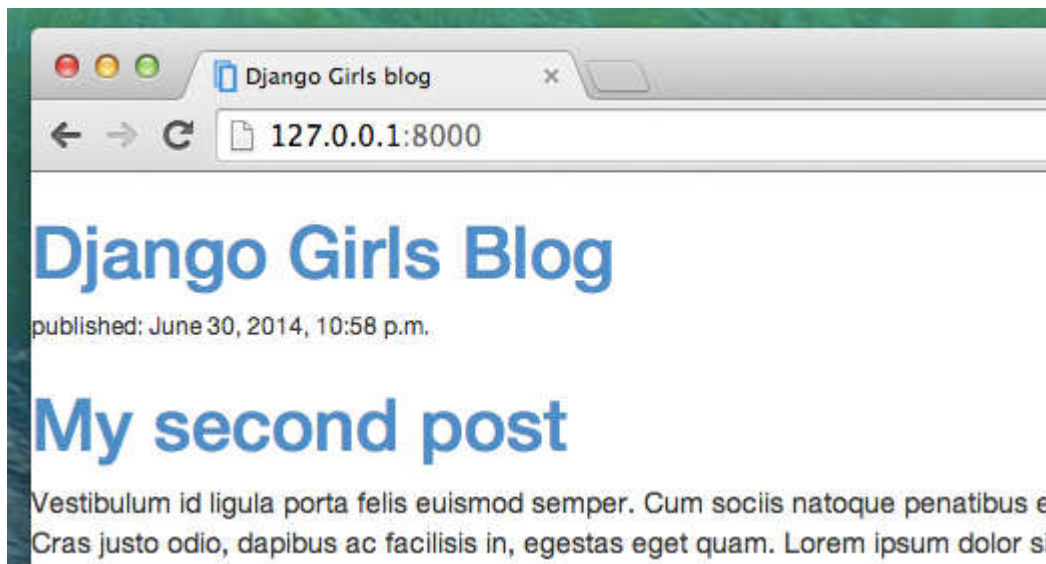 Django Girls blog
127.0.0.1:8000
Django Girls Blog
published: June 30, 2014, 10:58 p.m.
My second post
Vestibulum id ligula porta felis euismod semper. Cum sociis natoque penatibus
Cras justo odio, dapibus ac facilisis in, egestas eget quam. Lorem ipsum dolor